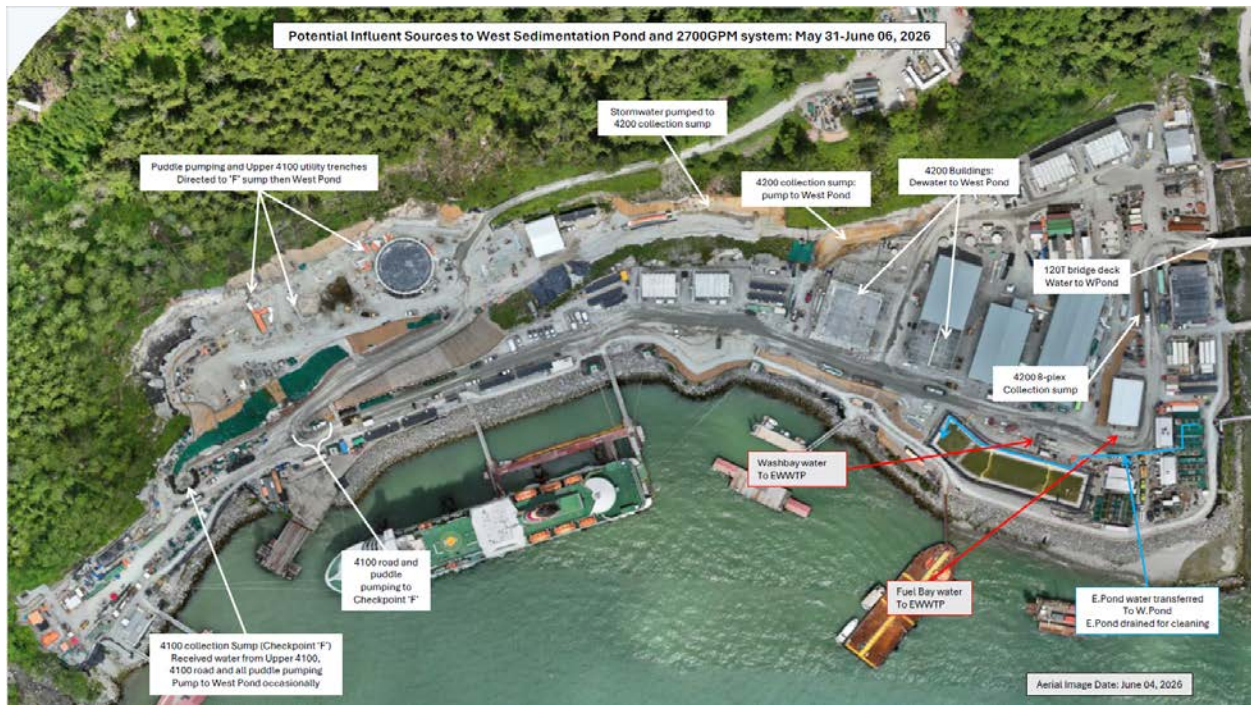 Potential Influent Sources to West Sedimentation Pond and 2700GPM system: May 31-June 06, 2026
Stormwater pumped to
4200 collection sump
Puddle pumping and Upper 4100 utility trenches
Directed to "F" sump then West Pond
4200 collection sump:
pump to West Pond
4200 Buildings:
Dewater to West Pond
120T bridge deck
Water to WPond
4200 8-plex
Collection sump
Washbay water
To EWWTP
4100 road and
puddle
pumping to
Checkpoint 'F'
Fuel Bay water
To EWWTP
E.Pond water transferred
To W.Pond
E.Pond drained for cleaning
4100 collection Sump (Checkpoint 'F')
Received water from Upper 4100,
4100 road and all puddle pumping
Pump to West Pond occasionally
Aerial Image Date: June 04, 2026